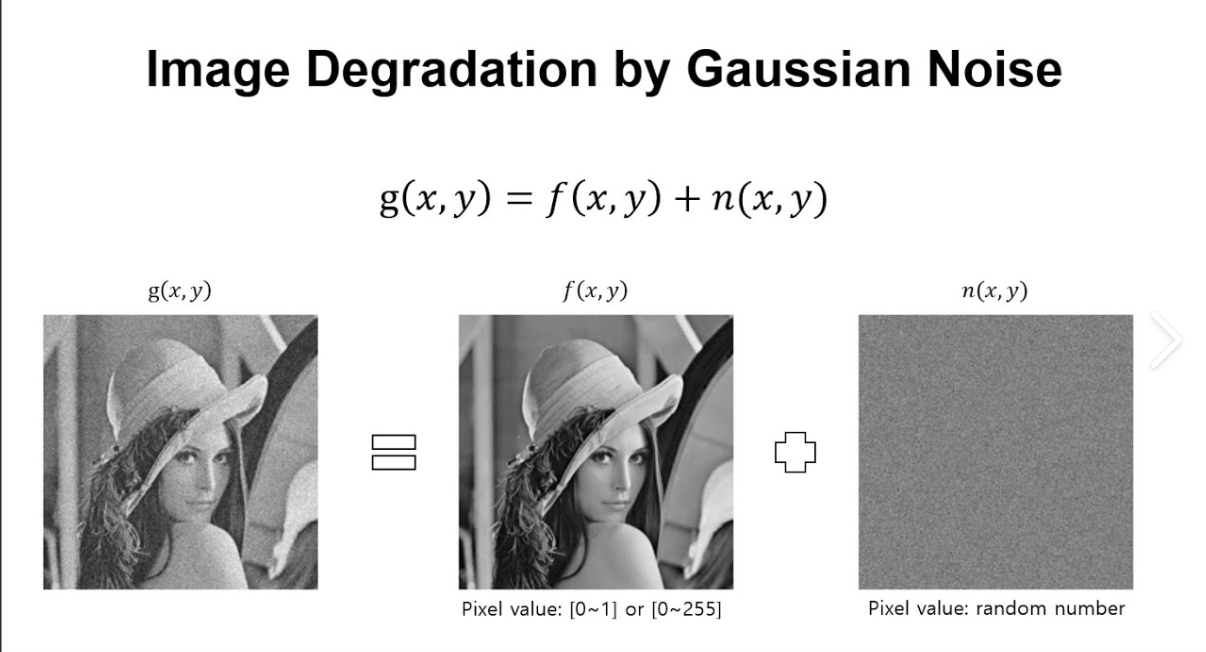 Image Degradation by Gaussian Noise
g(x, y) = f(x, y) + n(x, y)
g(x, y)
f(x, y)
n(x, y)
Pixel value: [0~1] or [0~255]
Pixel value: random number